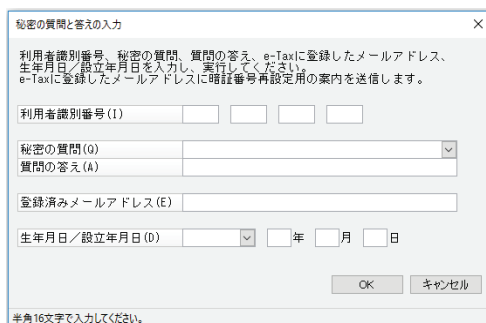 秘密の質問と答えの入力
利用者識別番号、秘密の質問、質問の答え、e-Taxに登録したメールアドレス、
生年月日／設立年月日を入力し、実行してください。
e-Taxに登録したメールアドレスに暗証番号再設定用の案内を送信します。
利用者識別番号(I)
秘密の質問(Q)
質問の答え(A)
登録済みメールアドレス(E)
生年月日／設立年月日(D) 年 月 日
OK キャンセル
半角16文字で入力してください。